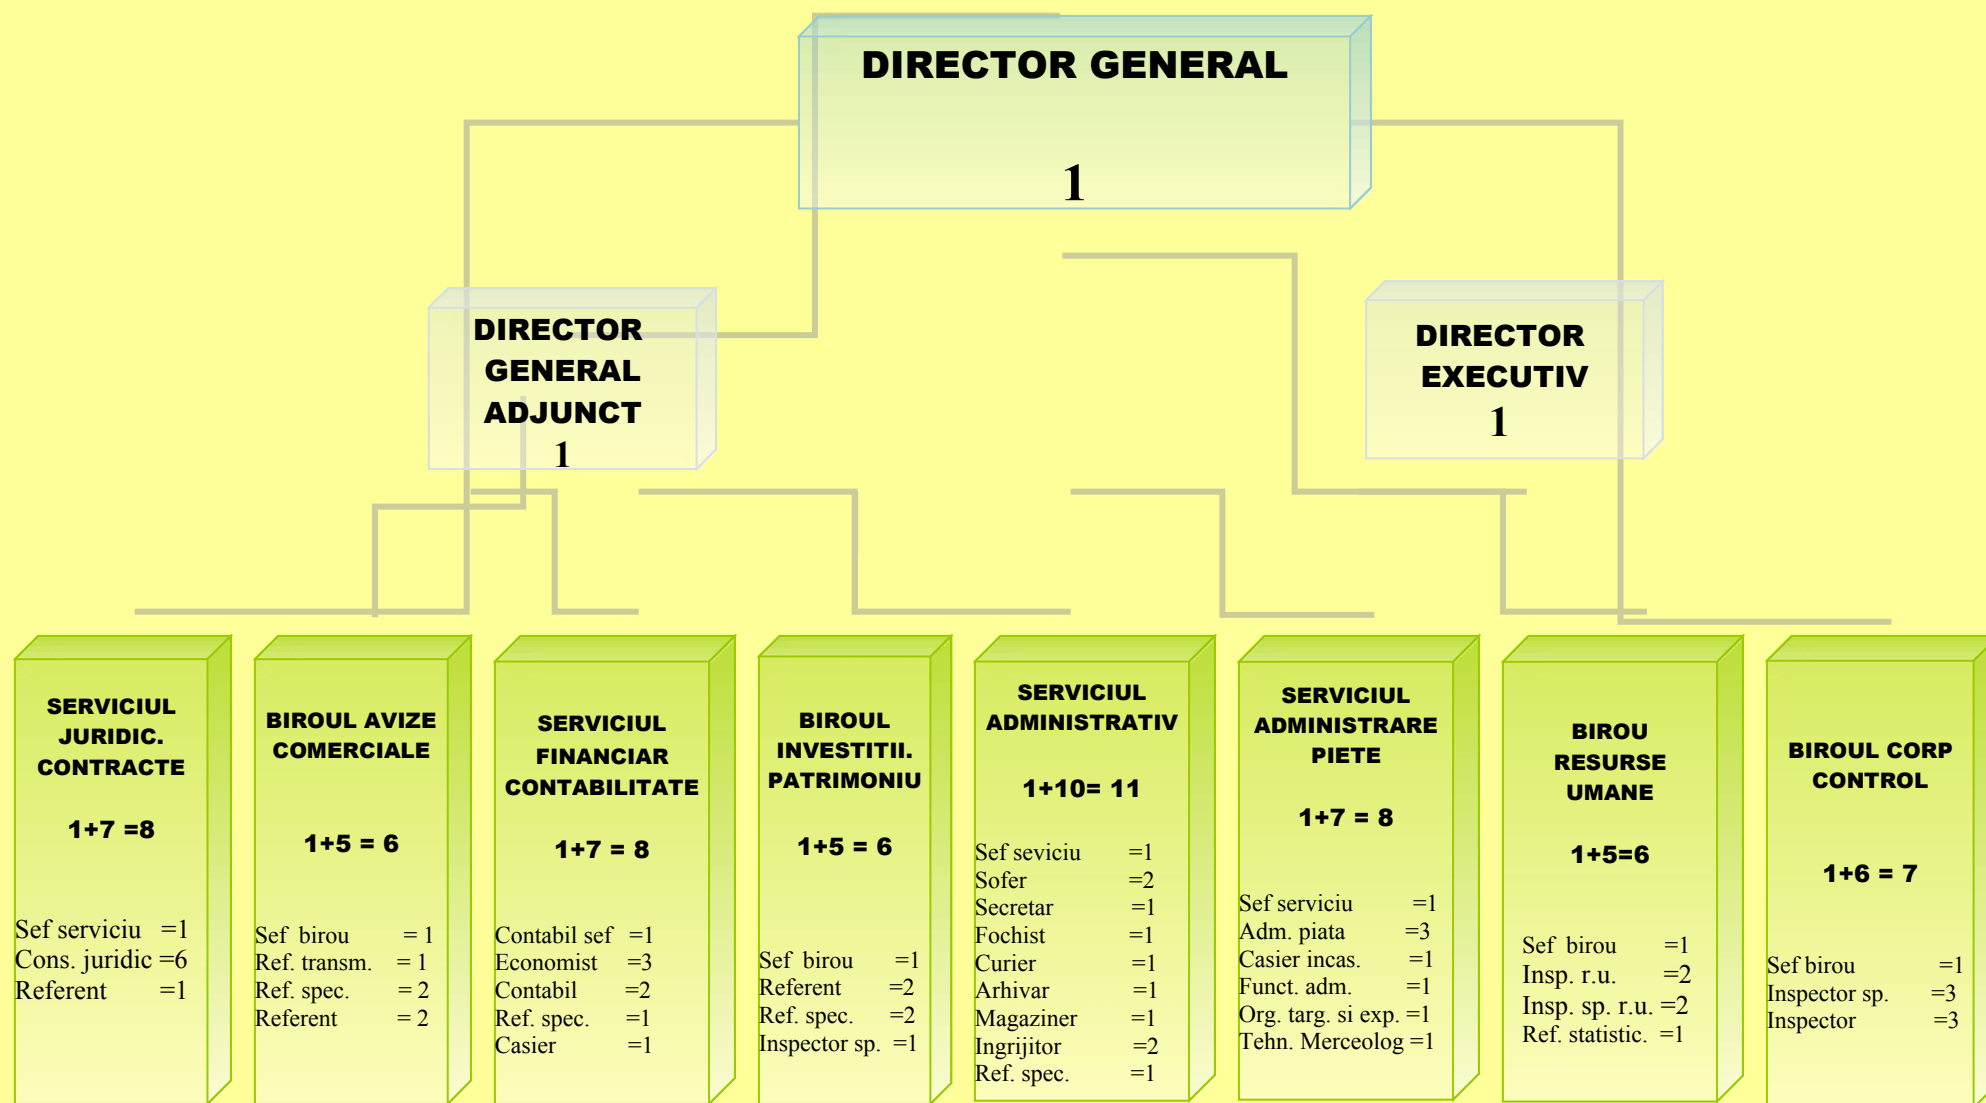 DIRECTOR GENERAL
1
DIRECTOR
GENERAL
ADJUNCT
1
DIRECTOR
EXECUTIV
1
SERVICIUL
JURIDIC.
CONTRACTE
1+7 =8
Sef serviciu =1
Cons. juridic =6
Referent =1
BIROUL AVIZE
COMERCIALE
1+5 = 6
Sef birou = 1
Ref. transm. = 1
Ref. spec. = 2
Referent = 2
SERVICIUL
FINANCIAR
CONTABILITATE
1+7 = 8
Contabil sef =1
Economist =3
Contabil =2
Ref. spec. =1
Casier =1
BIROUL
INVESTITII.
PATRIMONIU
1+5 = 6
Sef birou =1
Referent =2
Ref. spec. =2
Inspector sp. =1
SERVICIUL
ADMINISTRATIV
1+10= 11
Sef seviciu =1
Sofer =2
Secretar =1
Fochist =1
Curier =1
Arhivar =1
Magaziner =1
Ingrijitor =2
Ref. spec. =1
SERVICIUL
ADMINISTRARE
PIETE
1+7 = 8
Sef serviciu =1
Adm. piata =3
Casier incas. =1
Funct. adm. =1
Org. targ. si exp. =1
Tehn. Merceolog =1
BIROU
RESURSE
UMANE
1+5=6
Sef birou =1
Insp. r.u. =2
Insp. sp. r.u. =2
Ref. statistic. =1
BIROUL CORP
CONTROL
1+6 = 7
Sef birou =1
Inspector sp. =3
Inspector =3